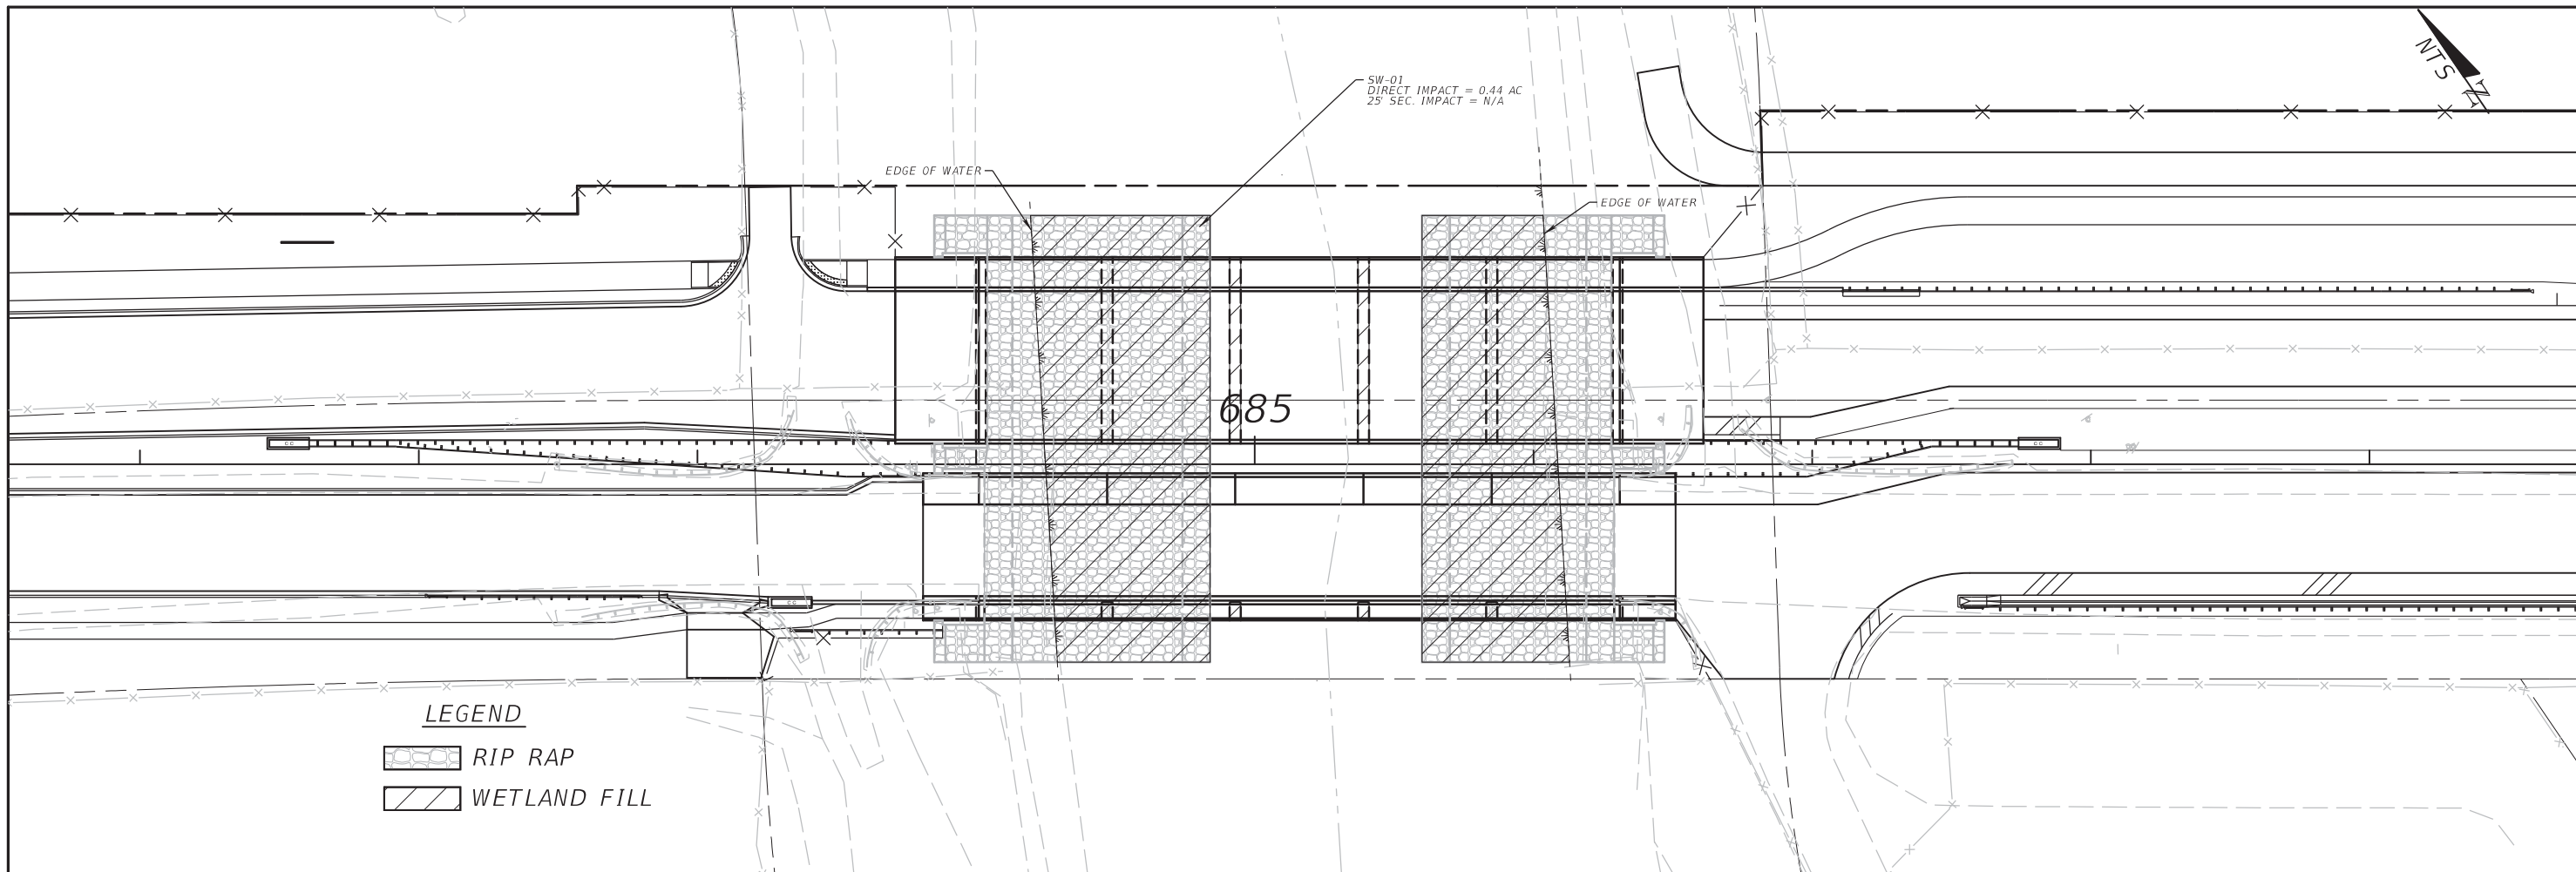 NTS
N
SW-01
DIRECT IMPACT = 0.44 AC
25' SEC. IMPACT = N/A
EDGE OF WATER
EDGE OF WATER
685
LEGEND
RIP RAP
WETLAND FILL